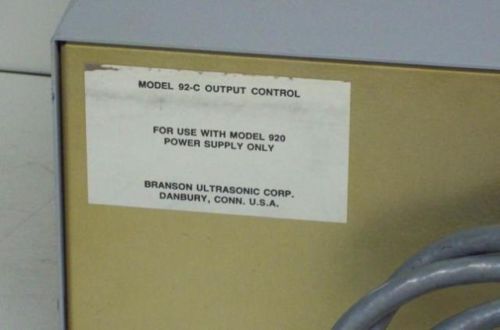 MODEL 92-C OUTPUT CONTROL
FOR USE WITH MODEL 920
POWER SUPPLY ONLY
BRANSON ULTRASONIC CORP.
DANBURY, CONN. U.S.A.